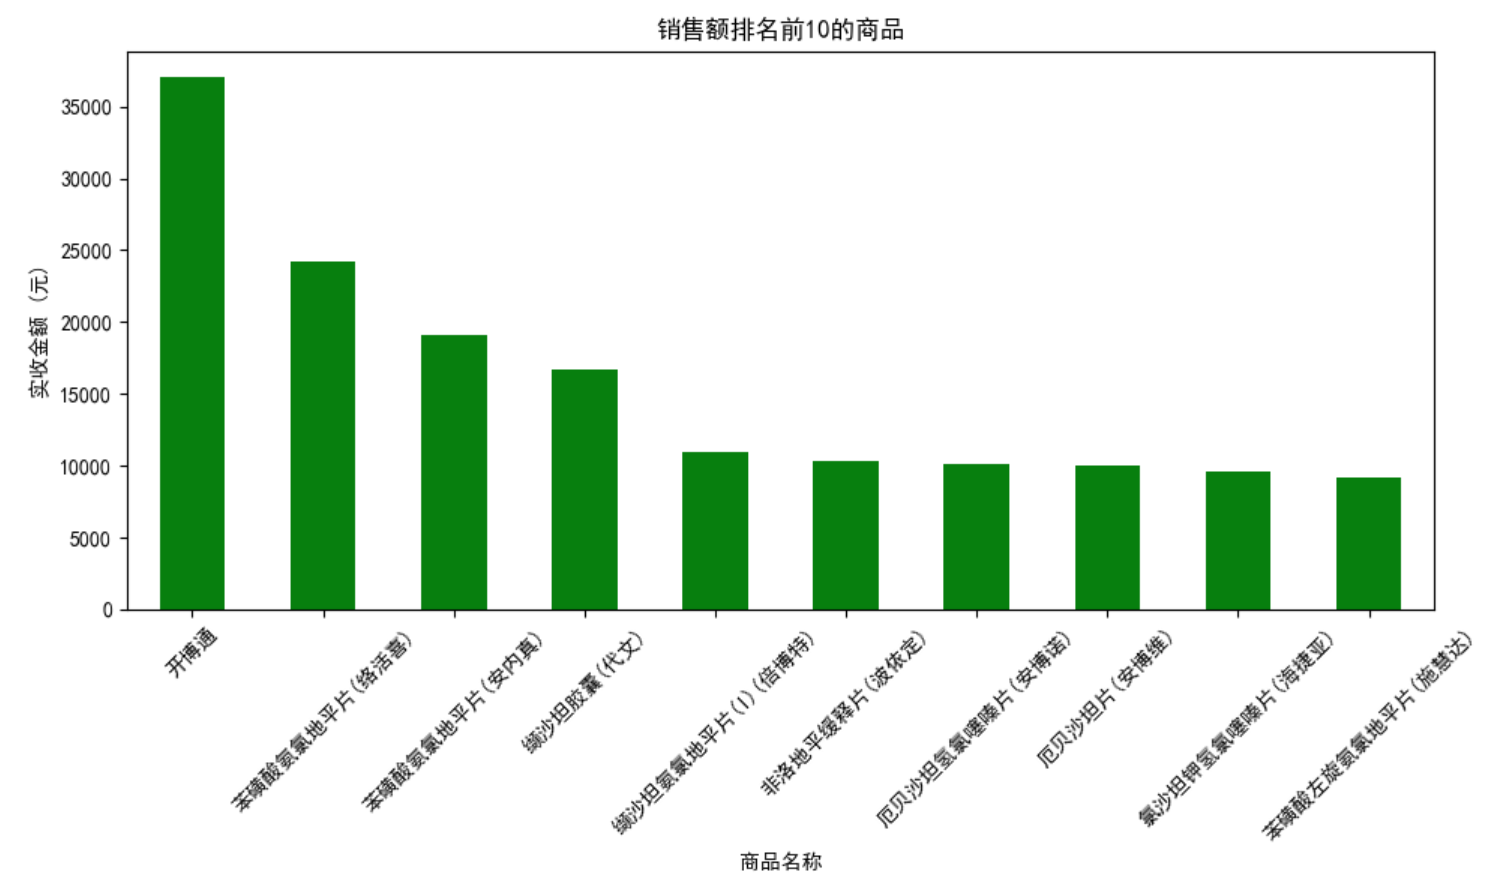 销售额排名前10的商品
实收金额 (元)
35000
30000
25000
20000
15000
10000
5000
0
开博通
苯磺酸氨氯地平片(络活喜)
苯磺酸氨氯地平片(安内真)
缬沙坦胶囊(代文)
缬沙坦氨氯地平片(I)(倍博特)
非洛地平缓释片(波依定)
厄贝沙坦氢氯噻嗪片(安博诺)
厄贝沙坦片(安博维)
氯沙坦钾氢氯噻嗪片(海捷亚)
苯磺酸左旋氨氯地平片(施慧达)
商品名称